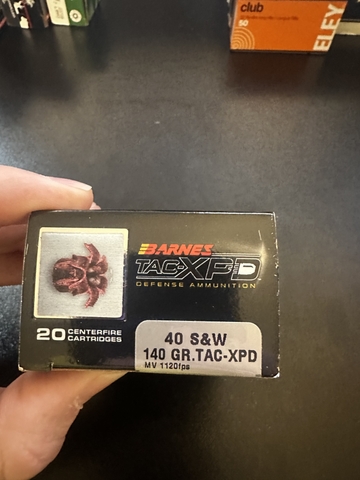 club
50
ELEY
BARNES
TAC-XPD
DEFENSE AMMUNITION
20 CENTERFIRE
CARTRIDGES
40 S&W
140 GR.TAC-XPD
MV 1120fps